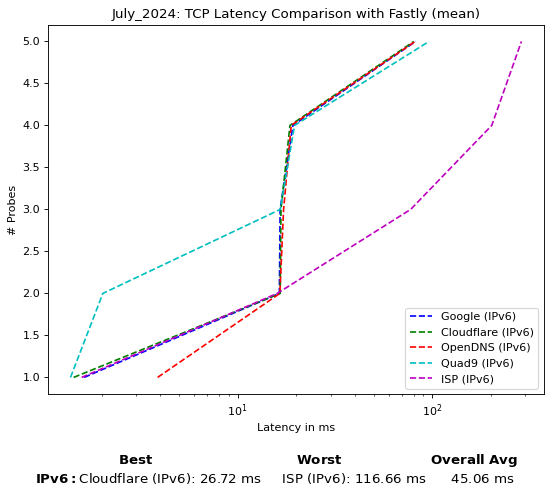 July_2024: TCP Latency Comparison with Fastly (mean)
5.0
4.5
4.0
3.5
3.0
2.5
2.0
1.5
1.0
# Probes
10¹
10²
Latency in ms
Google (IPv6)
Cloudflare (IPv6)
OpenDNS (IPv6)
Quad9 (IPv6)
ISP (IPv6)
Best Worst Overall Avg
IPv6: Cloudflare (IPv6): 26.72 ms ISP (IPv6): 116.66 ms 45.06 ms